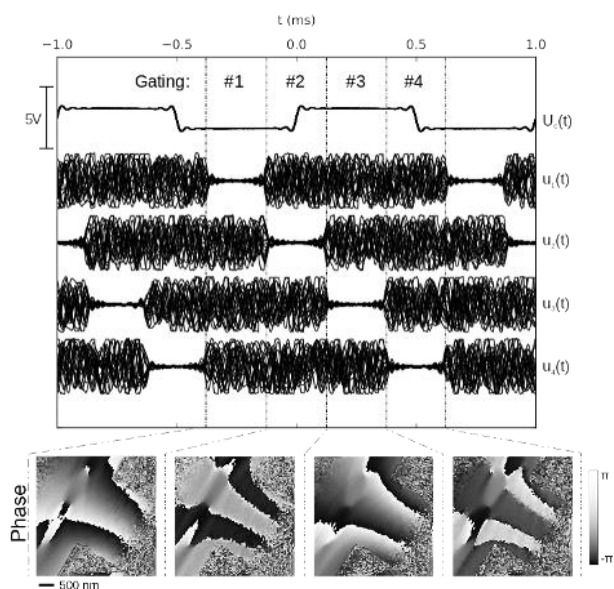 t (ms)
−1.0 −0.5 0.0 0.5 1.0
Gating: #1 #2 #3 #4
5V
u₁(t)
u₂(t)
u₃(t)
u₄(t)
Phase
π
-π
500 nm